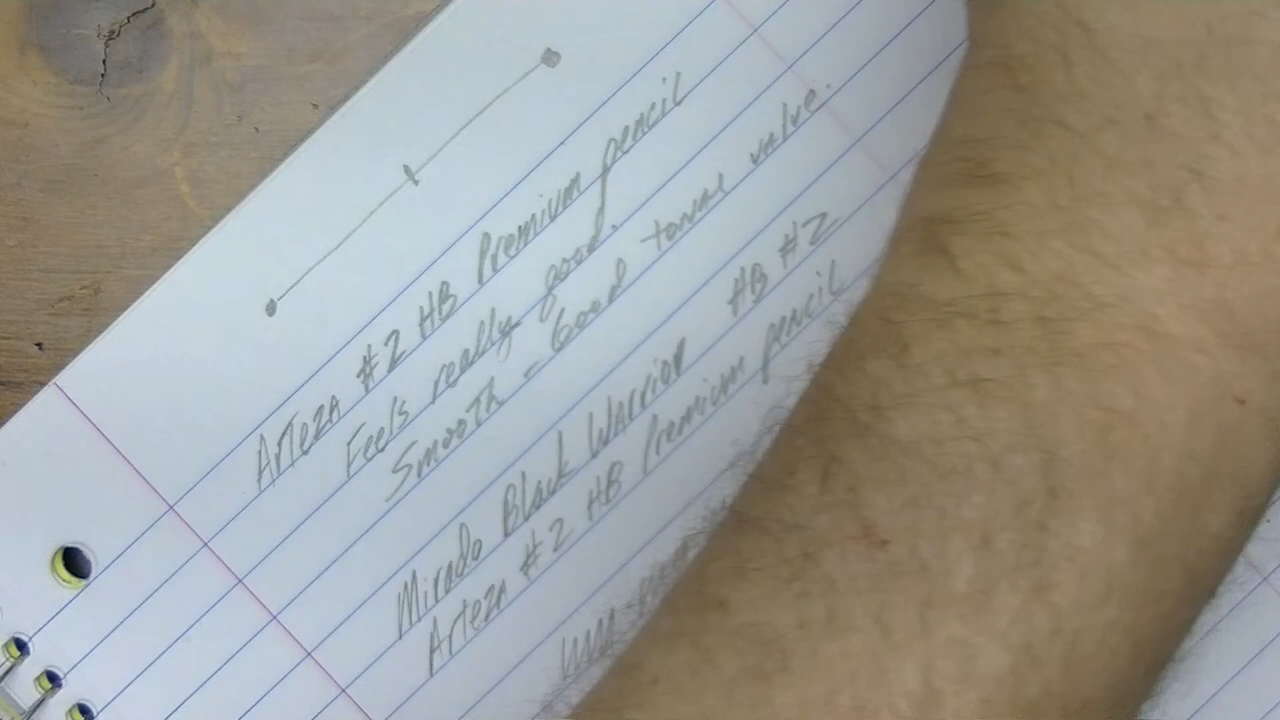 Arteza #2 HB Premium pencil
Feels really good.
Smooth - Good tonal value.
Mirado Black Warrior HB #2
Arteza #2 HB Premium pencil